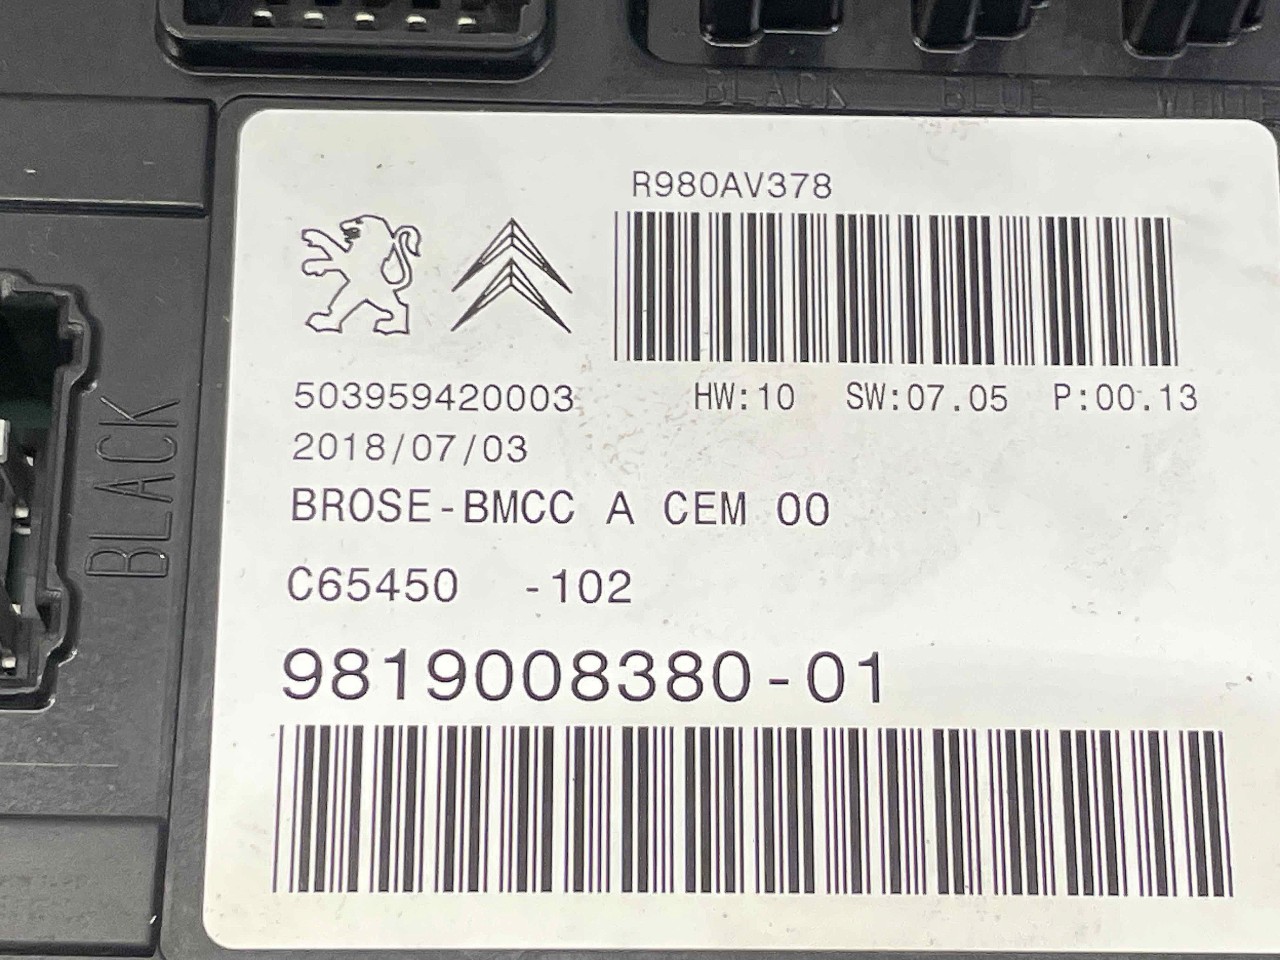 BLACK BLUE WHITE
R980AV378
503959420003 HW:10 SW:07.05 P:00.13
2018/07/03
BROSE-BMCC A CEM 00
C65450 -102
9819008380-01
BLACK